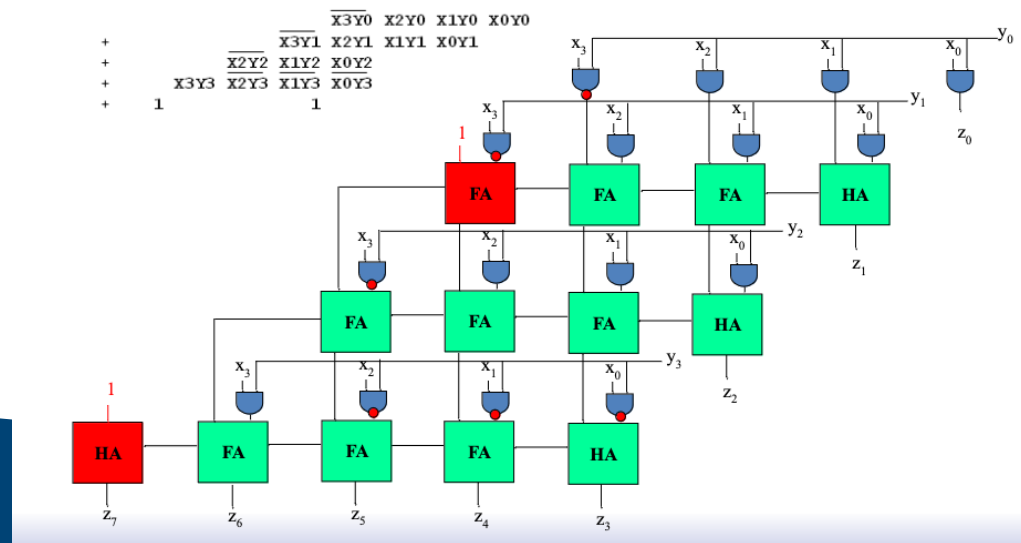 X3Y0 X2Y0 X1Y0 X0Y0
+ X3Y1 X2Y1 X1Y1 X0Y1
+ X2Y2 X1Y2 X0Y2
+ X3Y3 X2Y3 X1Y3 X0Y3
+ 1 1
x₃ x₂ x₁ x₀ y₀
x₃ x₂ x₁ x₀ y₁
z₀
1
FA FA FA HA
z₁
x₃ x₂ x₁ x₀ y₂
FA FA FA HA
z₂
x₃ x₂ x₁ x₀ y₃
1
HA FA FA FA HA
z₇ z₆ z₅ z₄ z₃